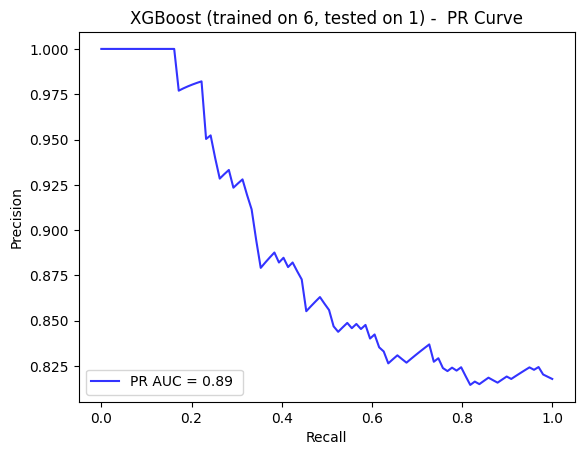 XGBoost (trained on 6, tested on 1) -  PR Curve
1.000
0.975
0.950
0.925
0.900
0.875
0.850
0.825
Precision
PR AUC = 0.89
0.0 0.2 0.4 0.6 0.8 1.0
Recall